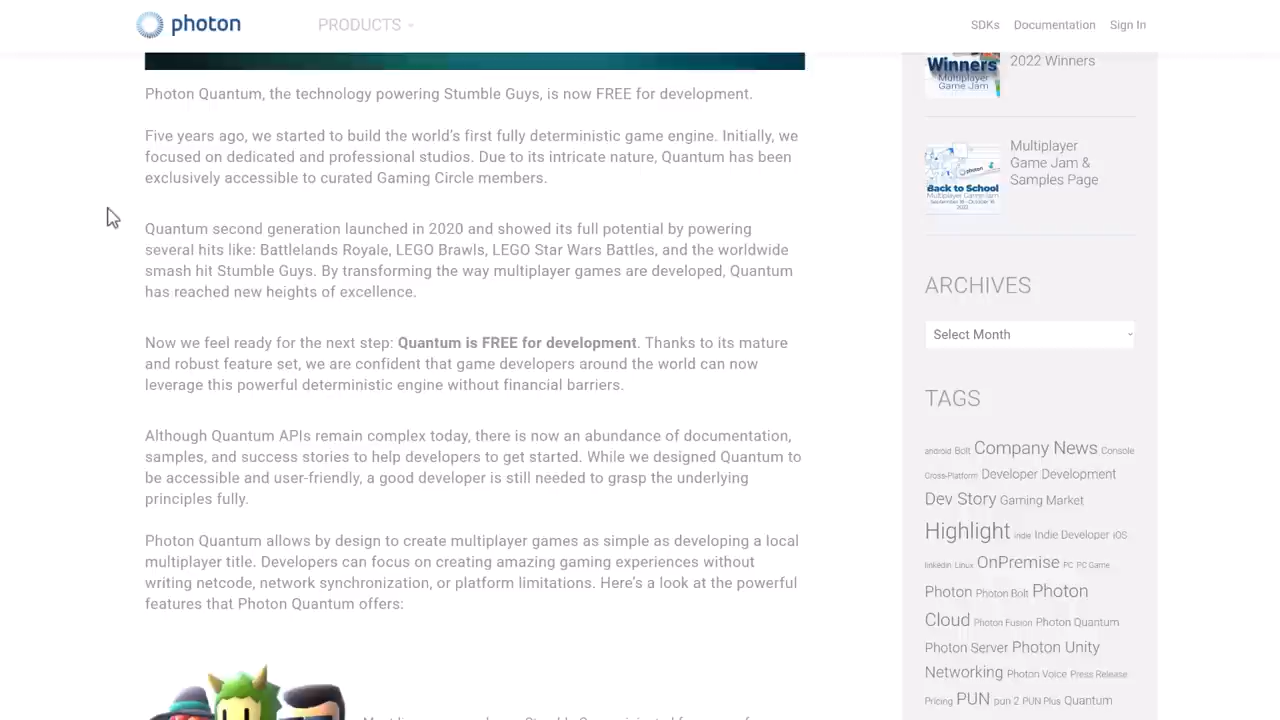 photon
PRODUCTS
SDKs
Documentation
Sign In
Photon Quantum, the technology powering Stumble Guys, is now FREE for development.
Five years ago, we started to build the world's first fully deterministic game engine. Initially, we
focused on dedicated and professional studios. Due to its intricate nature, Quantum has been
exclusively accessible to curated Gaming Circle members.
Quantum second generation launched in 2020 and showed its full potential by powering
several hits like: Battlelands Royale, LEGO Brawls, LEGO Star Wars Battles, and the worldwide
smash hit Stumble Guys. By transforming the way multiplayer games are developed, Quantum
has reached new heights of excellence.
Now we feel ready for the next step: Quantum is FREE for development. Thanks to its mature
and robust feature set, we are confident that game developers around the world can now
leverage this powerful deterministic engine without financial barriers.
Although Quantum APIs remain complex today, there is now an abundance of documentation,
samples, and success stories to help developers to get started. While we designed Quantum to
be accessible and user-friendly, a good developer is still needed to grasp the underlying
principles fully.
Photon Quantum allows by design to create multiplayer games as simple as developing a local
multiplayer title. Developers can focus on creating amazing gaming experiences without
writing netcode, network synchronization, or platform limitations. Here's a look at the powerful
features that Photon Quantum offers:
Winners
Multiplayer
Game Jam
2022 Winners
photon
Back to School
Multiplayer Game Jam
2022
Multiplayer
Game Jam &
Samples Page
ARCHIVES
Select Month
TAGS
android Bolt Company News Console
Cross-Platform Developer Development
Dev Story Gaming Market
Highlight indie Indie Developer iOS
linkedin Linux OnPremise PC PC Game
Photon Photon Bolt Photon
Cloud Photon Fusion Photon Quantum
Photon Server Photon Unity
Networking Photon Voice Press Release
Pricing PUN pun 2 PUN Plus Quantum